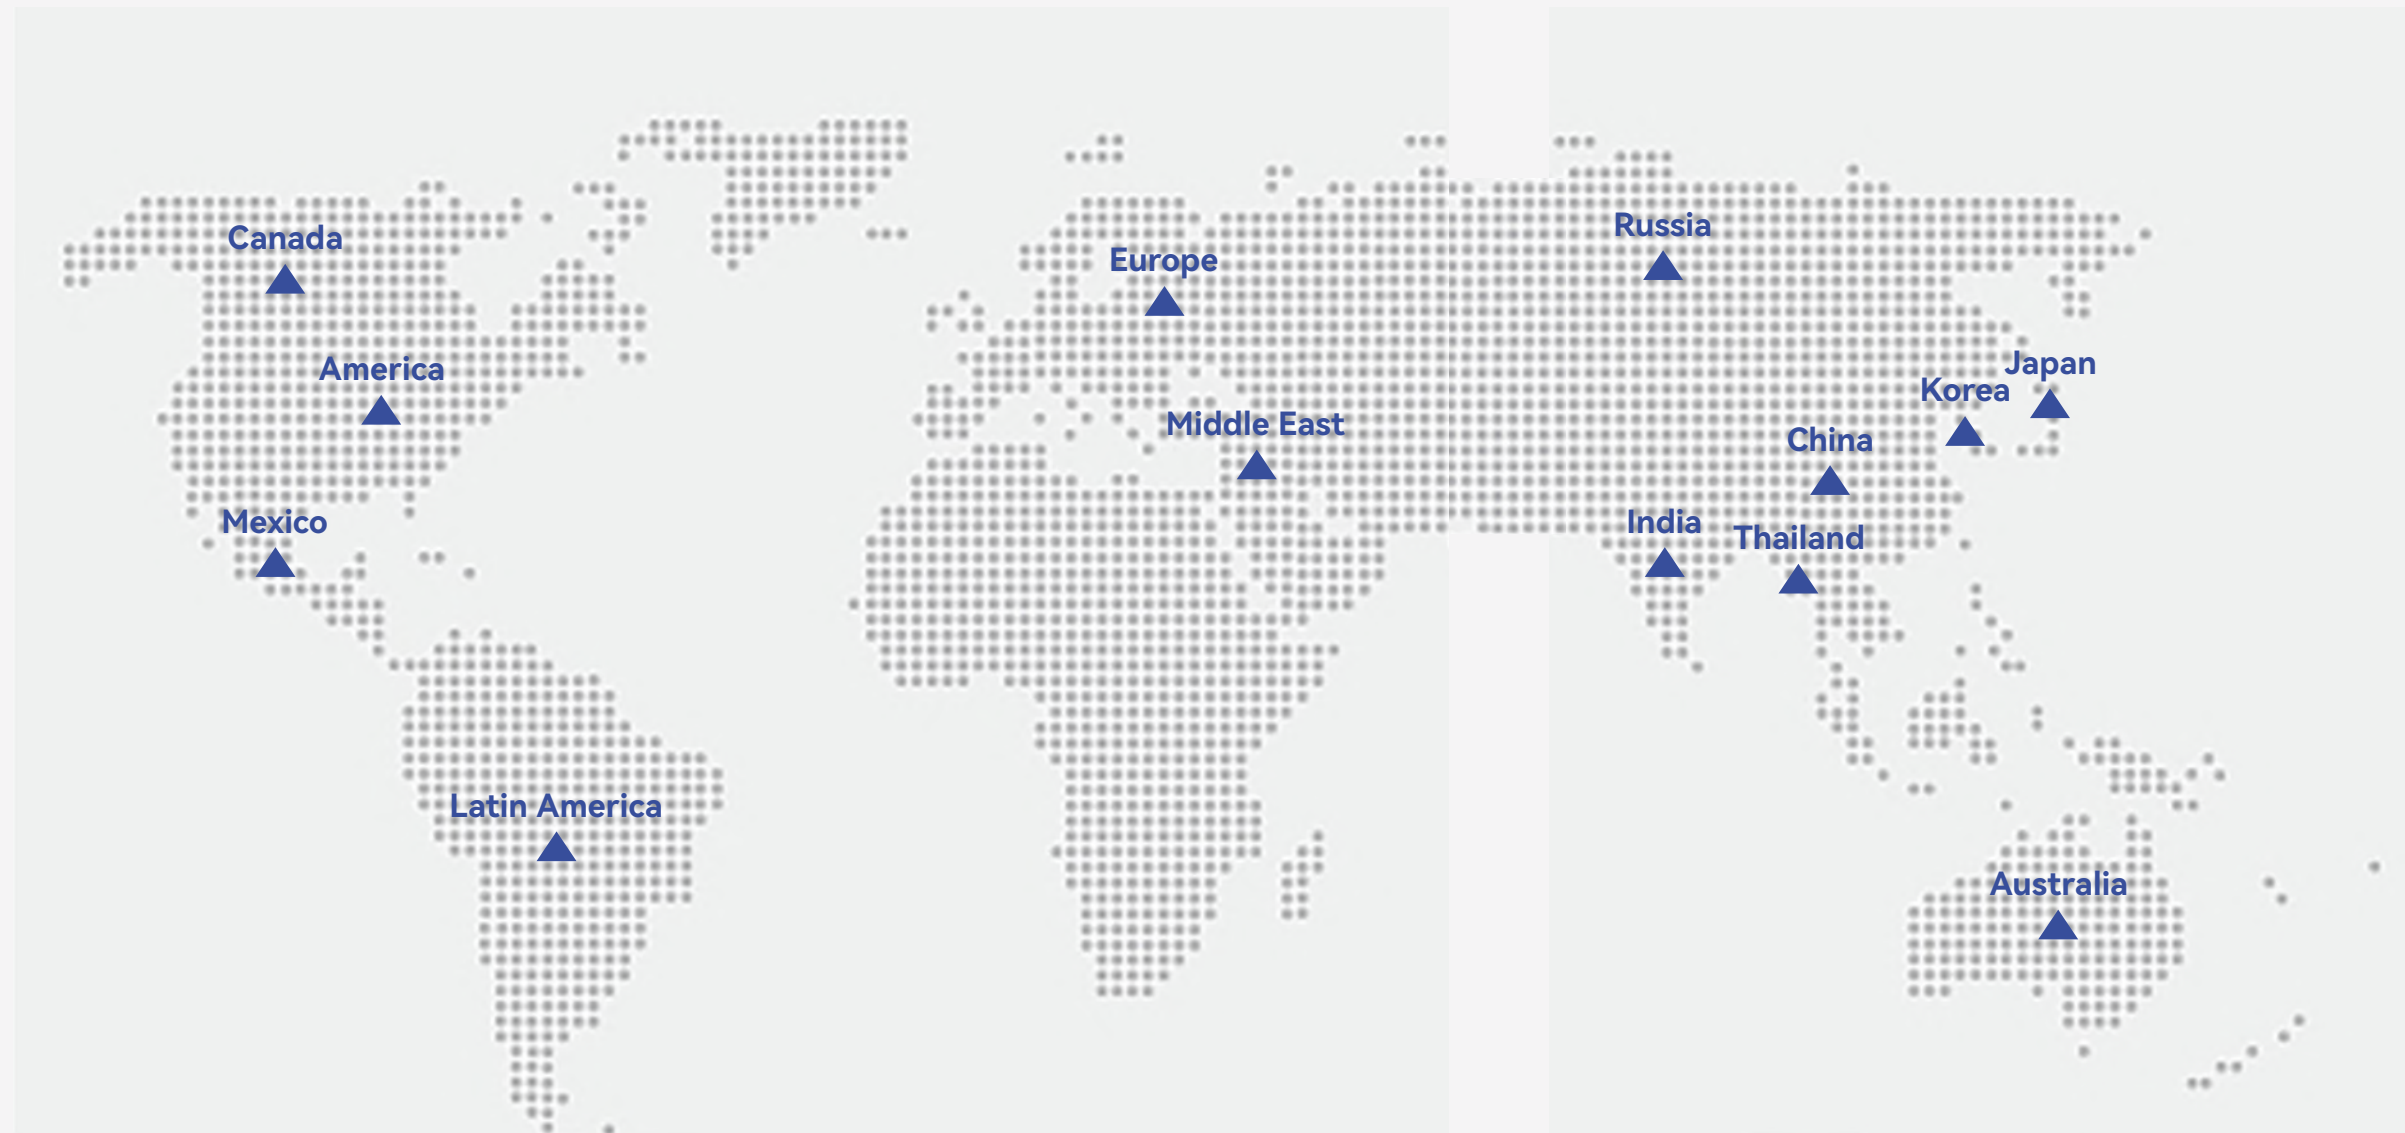 Canada
America
Mexico
Latin America
Europe
Middle East
Russia
Japan
Korea
China
India
Thailand
Australia